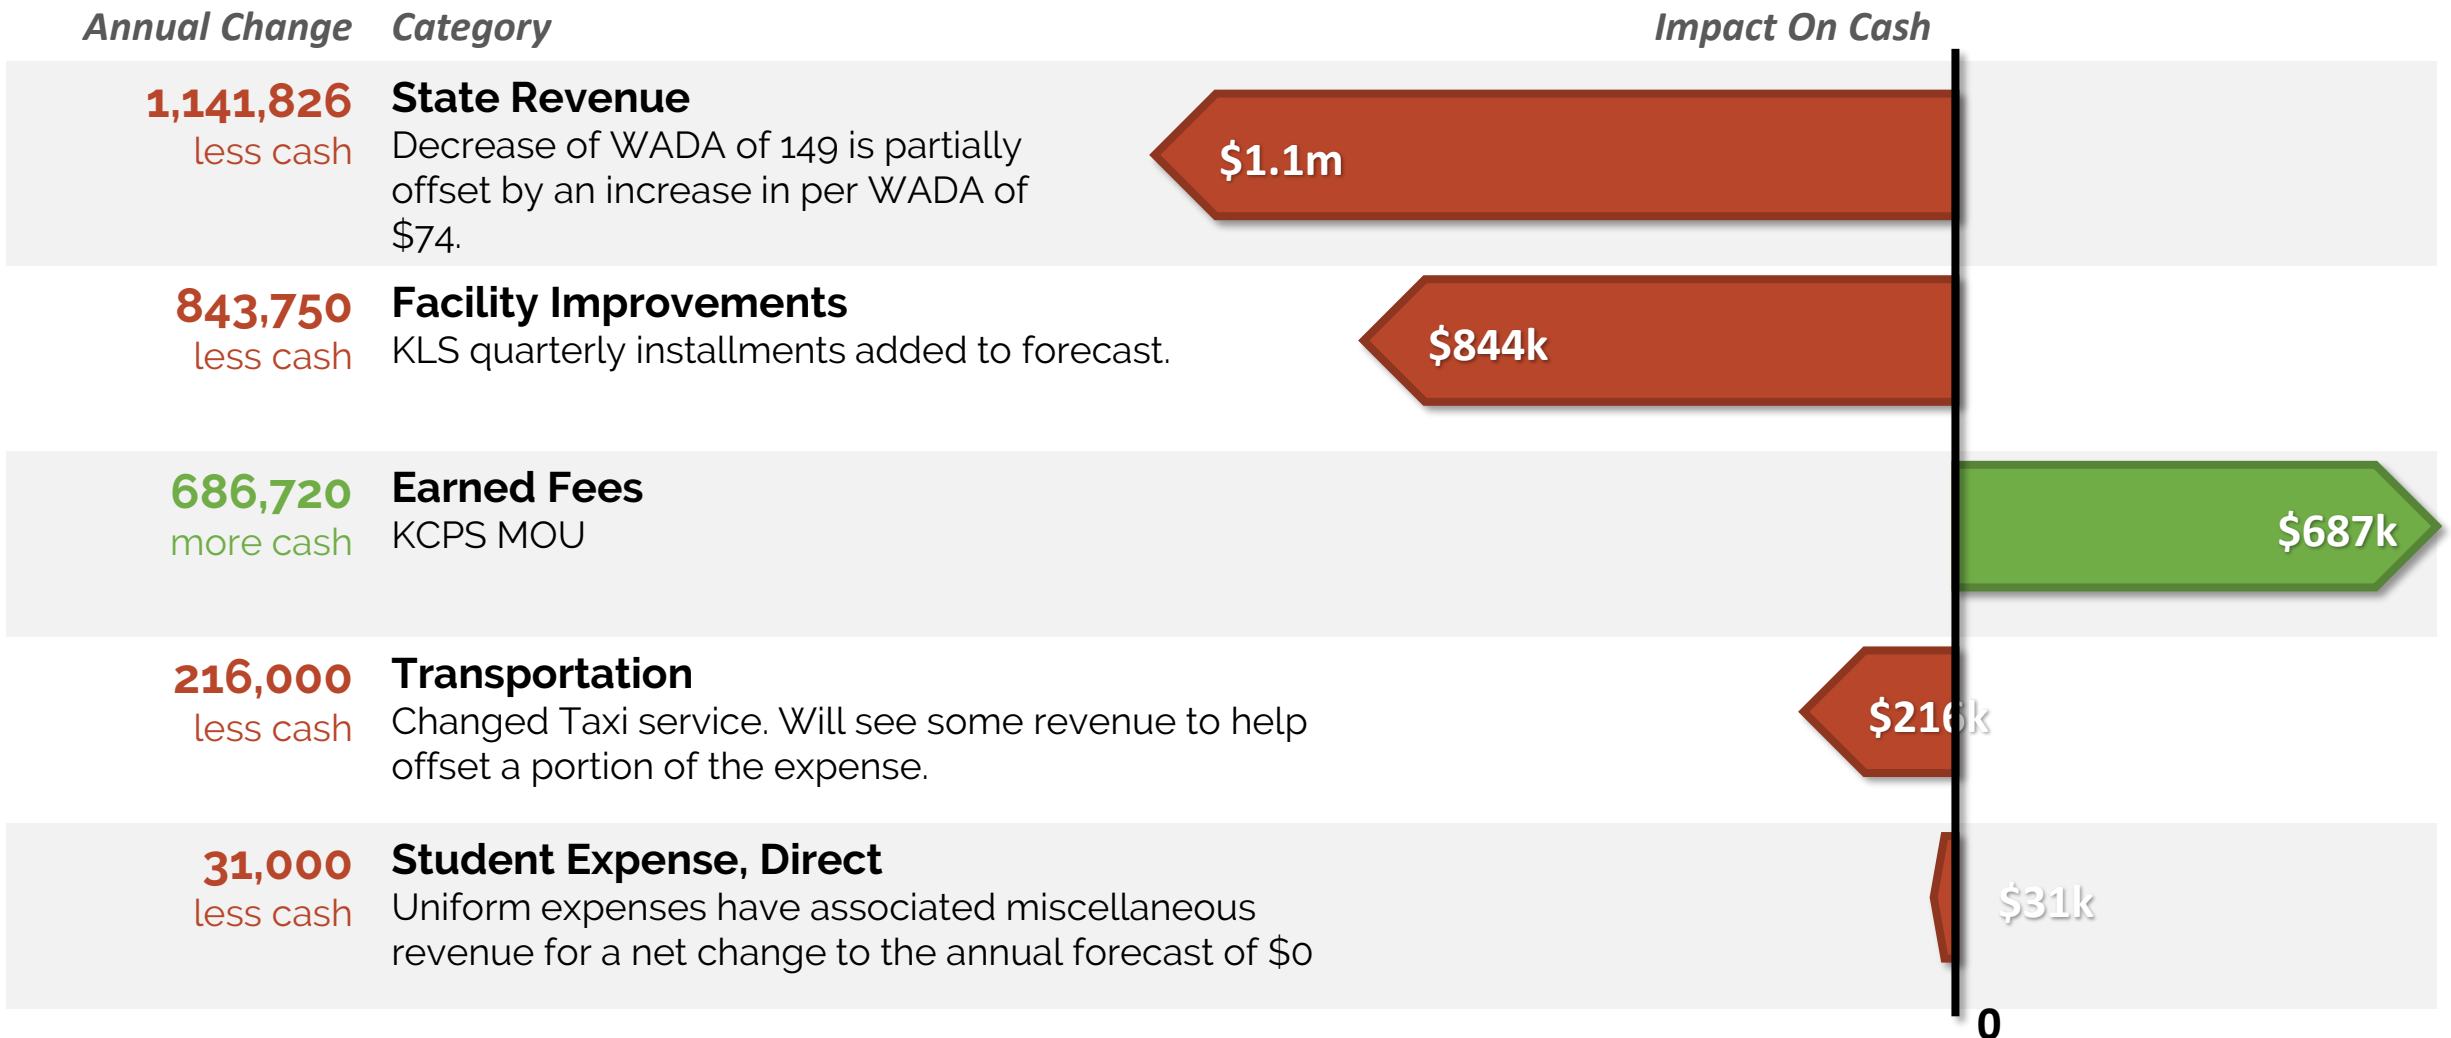 Annual Change Category Impact On Cash
1,141,826 State Revenue
less cash Decrease of WADA of 149 is partially
offset by an increase in per WADA of
$74.
$1.1m
843,750 Facility Improvements
less cash KLS quarterly installments added to forecast.
$844k
686,720 Earned Fees
more cash KCPS MOU
$687k
216,000 Transportation
less cash Changed Taxi service. Will see some revenue to help
offset a portion of the expense.
$216k
31,000 Student Expense, Direct
less cash Uniform expenses have associated miscellaneous
revenue for a net change to the annual forecast of $0
$31k
0